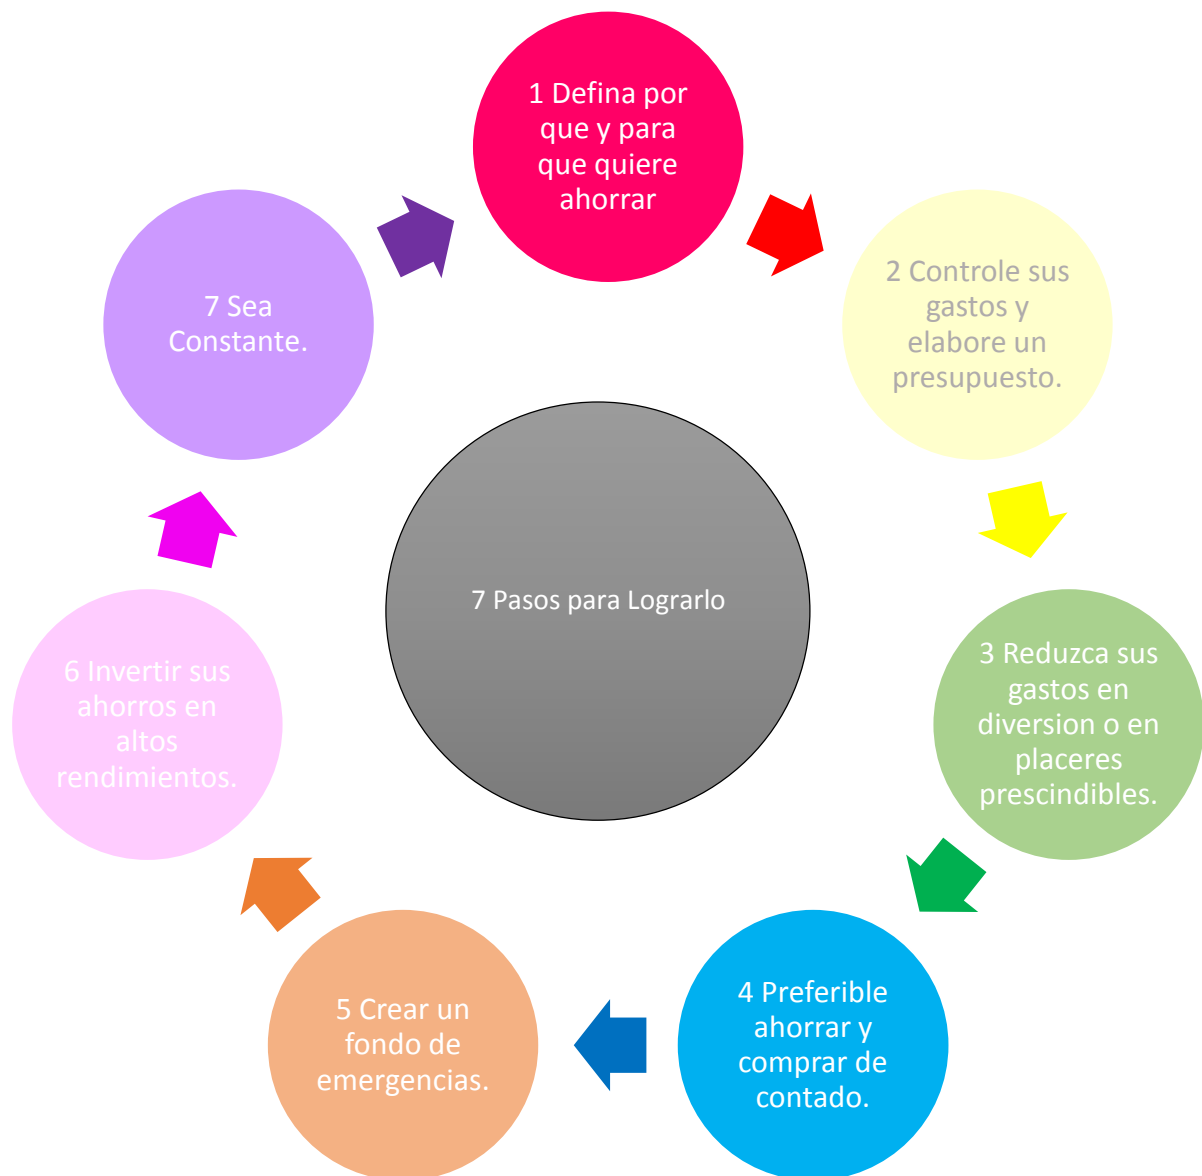 1 Defina por
que y para
que quiere
ahorrar
2 Controle sus
gastos y
elabore un
presupuesto.
3 Reduzca sus
gastos en
diversion o en
placeres
prescindibles.
4 Preferible
ahorrar y
comprar de
contado.
5 Crear un
fondo de
emergencias.
6 Invertir sus
ahorros en
altos
rendimientos.
7 Sea
Constante.
7 Pasos para Lograrlo